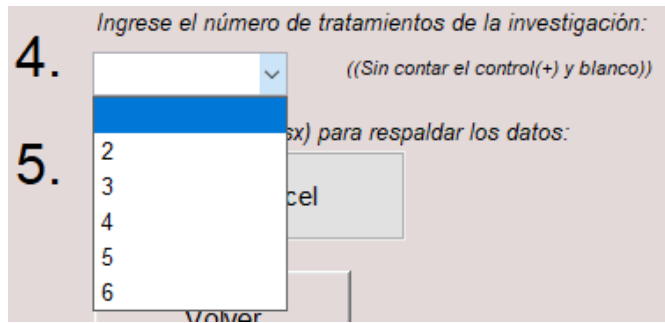 Ingrese el número de tratamientos de la investigación:
4.
((Sin contar el control(+) y blanco))
sx) para respaldar los datos:
5.
2
3
cel
4
5
6
Volver